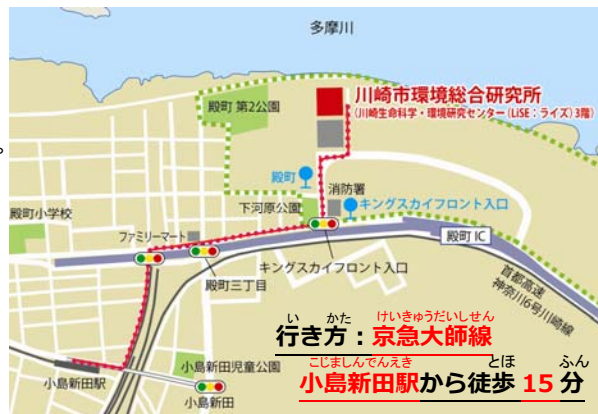 多摩川
川崎市環境総合研究所
(川崎生命科学・環境研究センター(LiSE:ライズ)3階)
殿町 第2公園
殿町
消防署
キングスカイフロント入口
下河原公園
殿町小学校
ファミリーマート
殿町 IC
キングスカイフロント入口
殿町三丁目
首都高速
神奈川6号川崎線
い かた けいきゅうだいしせん
行き方:京急大師線
小島新田児童公園
こじましんでんえき とほ ふん
小島新田駅から徒歩 15 分
小島新田駅
小島新田